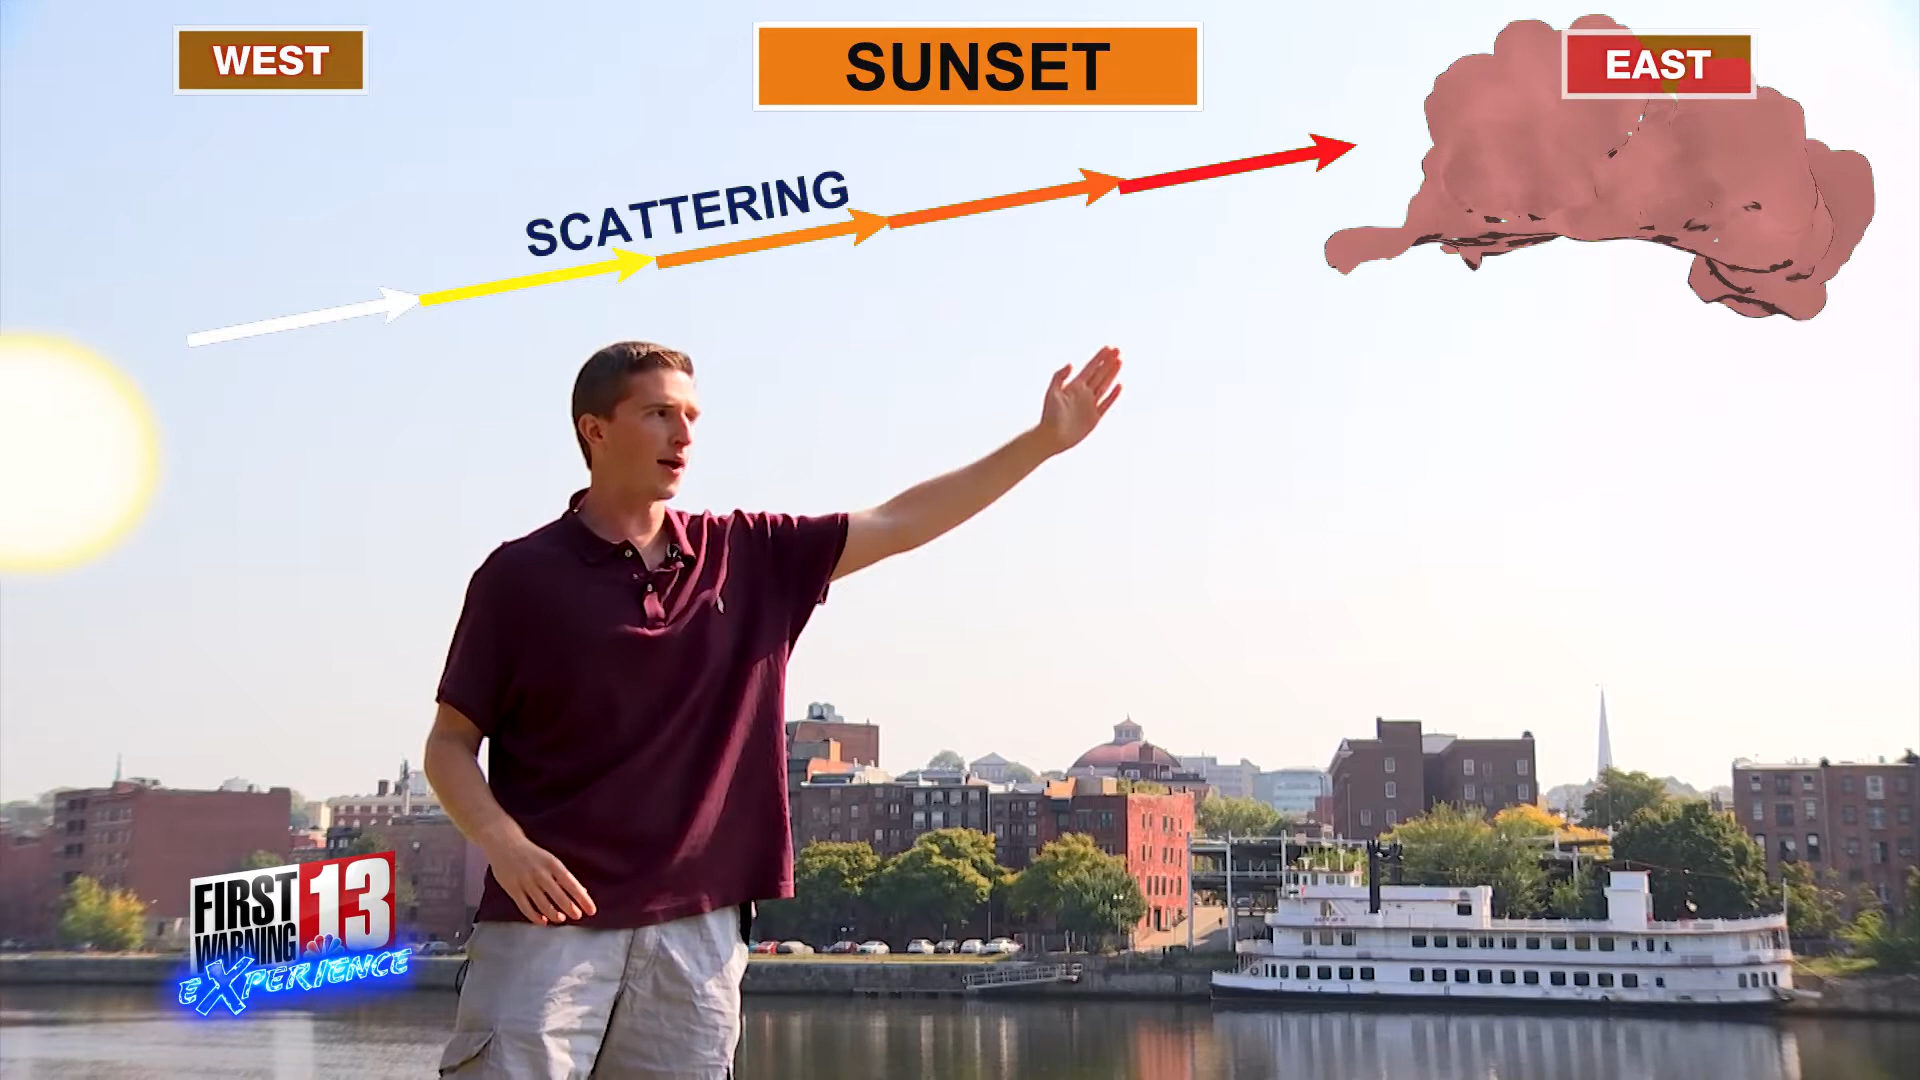 WEST
SUNSET
EAST
SCATTERING
FIRST 13
WARNING
EXPERIENCE